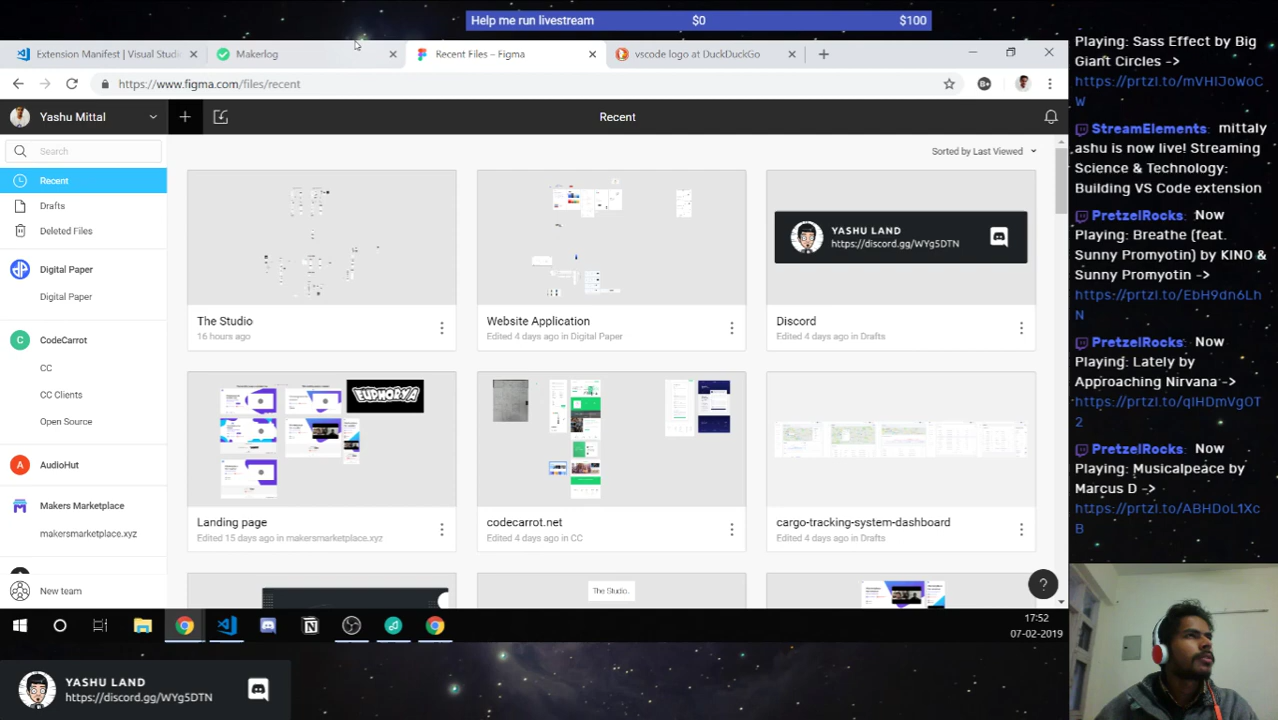 Help me run livestream $0 $100
Extension Manifest | Visual Studi
Makerlog
Recent Files – Figma
vscode logo at DuckDuckGo
https://www.figma.com/files/recent
Yashu Mittal
Recent
Search
Sorted by Last Viewed
Recent
Drafts
Deleted Files
Digital Paper
Digital Paper
CodeCarrot
CC
CC Clients
Open Source
AudioHut
Makers Marketplace
makersmarketplace.xyz
New team
YASHU LAND
https://discord.gg/WYg5DTN
The Studio
16 hours ago
Website Application
Edited 4 days ago in Digital Paper
Discord
Edited 4 days ago in Drafts
EUPHORYA
Landing page
Edited 15 days ago in makersmarketplace.xyz
codecarrot.net
Edited 4 days ago in CC
cargo-tracking-system-dashboard
Edited 4 days ago in Drafts
The Studio.
?
17:52
07-02-2019
Playing: Sass Effect by Big
Giant Circles ->
https://prtzl.to/mVHIJoWoC
W
StreamElements: mittaly
ashu is now live! Streaming
Science & Technology:
Building VS Code extension
PretzelRocks: Now
Playing: Breathe (feat.
Sunny Promyotin) by KINO &
Sunny Promyotin ->
https://prtzl.to/EbH9dn6Lh
N
PretzelRocks: Now
Playing: Lately by
Approaching Nirvana ->
https://prtzl.to/qIHDmVgOT
2
PretzelRocks: Now
Playing: Musicalpeace by
Marcus D ->
https://prtzl.to/ABHDoL1Xc
B
YASHU LAND
https://discord.gg/WYg5DTN